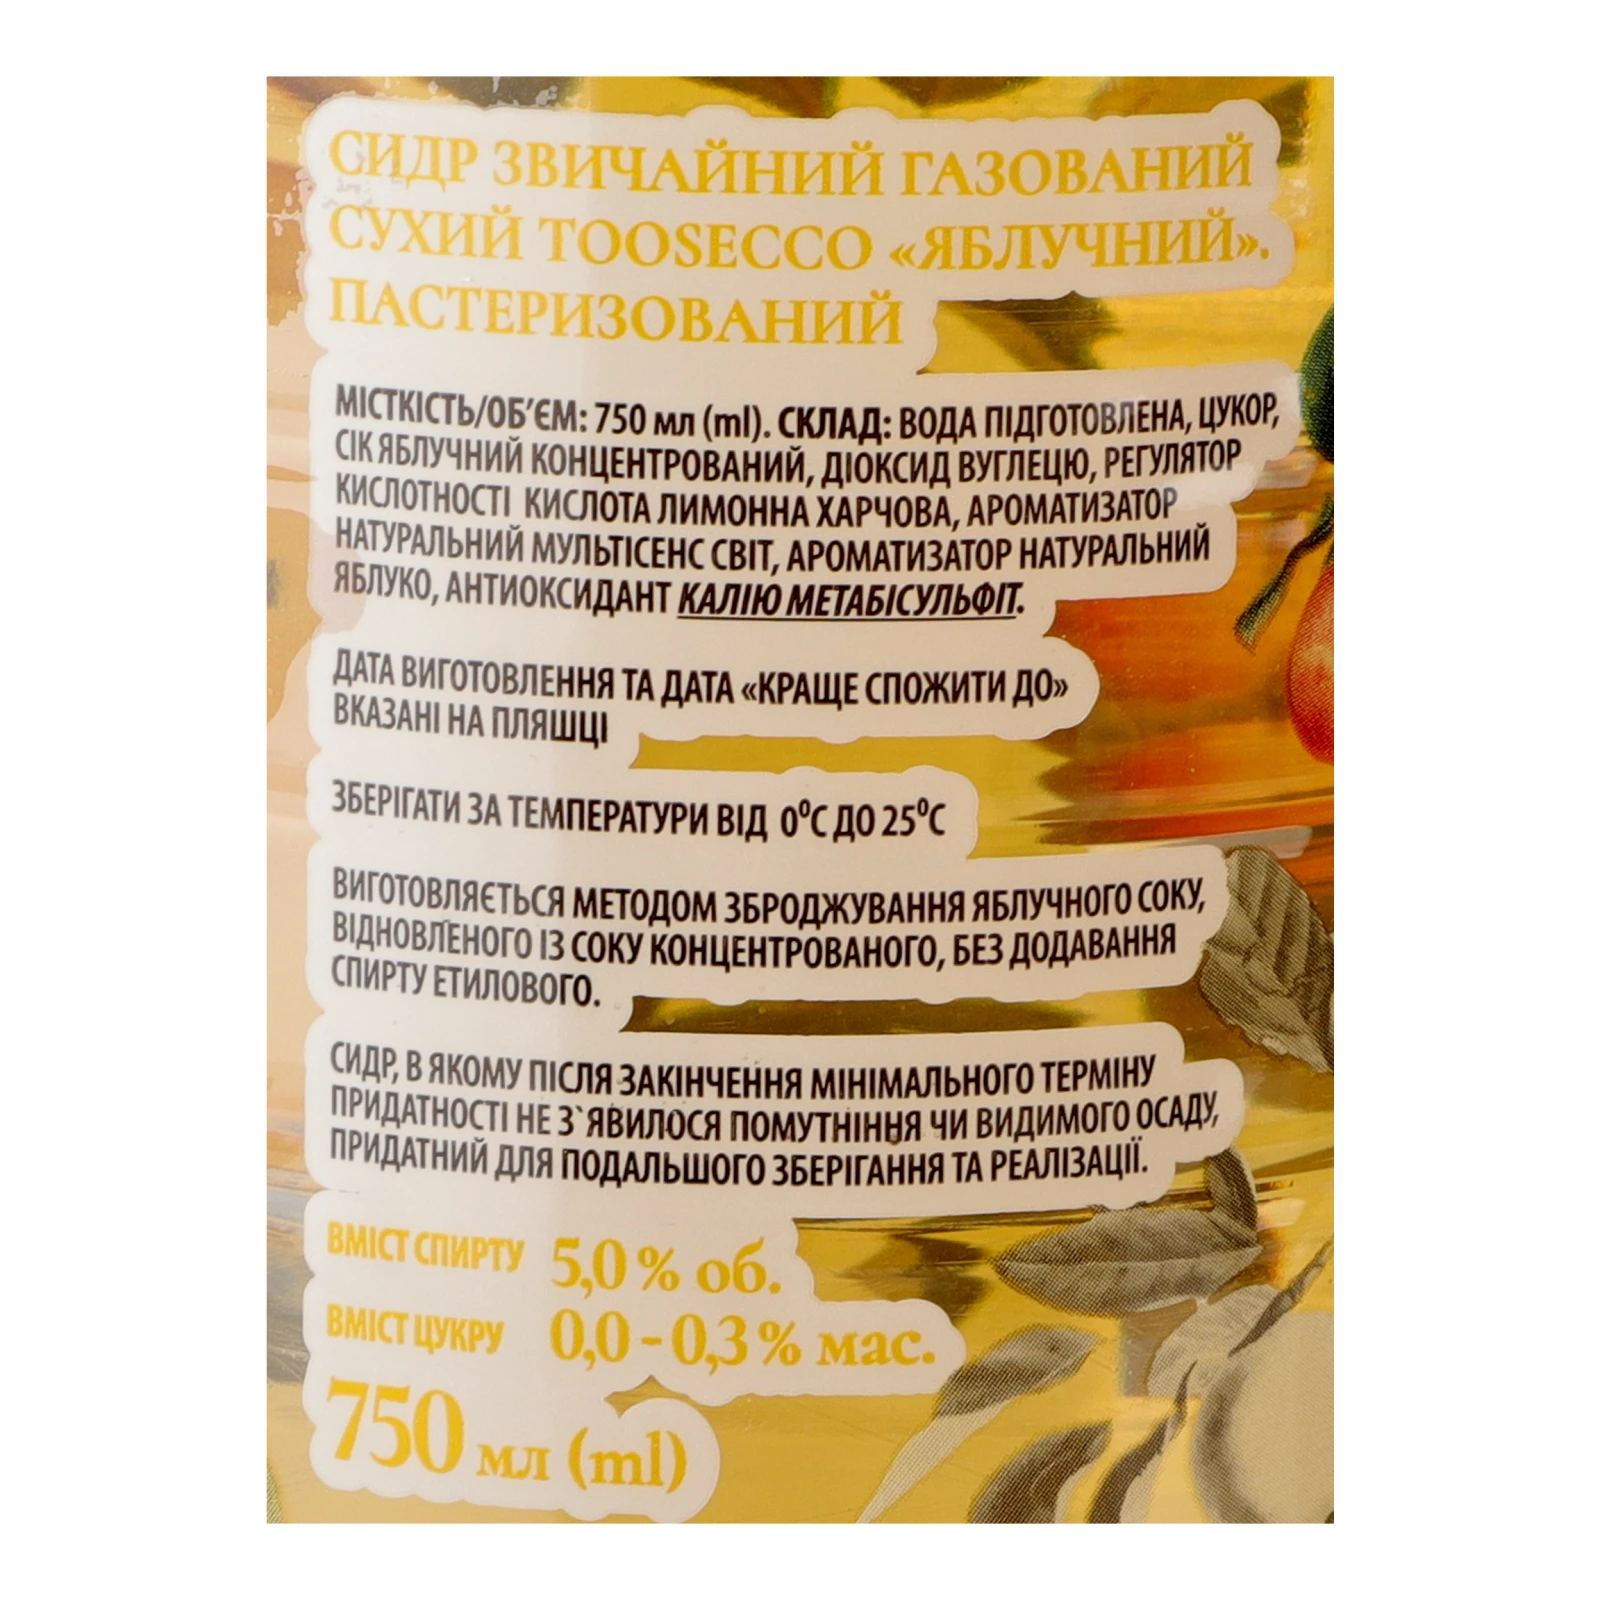 СИДР ЗВИЧАЙНИЙ ГАЗОВАНИЙ
СУХИЙ TOOSECCO «ЯБЛУЧНИЙ».
ПАСТЕРИЗОВАНИЙ
МІСТКІСТЬ/ОБ’ЄМ: 750 мл (ml). СКЛАД: ВОДА ПІДГОТОВЛЕНА, ЦУКОР,
СІК ЯБЛУЧНИЙ КОНЦЕНТРОВАНИЙ, ДІОКСИД ВУГЛЕЦЮ, РЕГУЛЯТОР
КИСЛОТНОСТІ КИСЛОТА ЛИМОННА ХАРЧОВА, АРОМАТИЗАТОР
НАТУРАЛЬНИЙ МУЛЬТІСЕНС СВІТ, АРОМАТИЗАТОР НАТУРАЛЬНИЙ
ЯБЛУКО, АНТИОКСИДАНТ КАЛІЮ МЕТАБІСУЛЬФІТ.
ДАТА ВИГОТОВЛЕННЯ ТА ДАТА «КРАЩЕ СПОЖИТИ ДО»
ВКАЗАНІ НА ПЛЯШЦІ
ЗБЕРІГАТИ ЗА ТЕМПЕРАТУРИ ВІД 0⁰С ДО 25⁰С
ВИГОТОВЛЯЄТЬСЯ МЕТОДОМ ЗБРОДЖУВАННЯ ЯБЛУЧНОГО СОКУ,
ВІДНОВЛЕНОГО ІЗ СОКУ КОНЦЕНТРОВАНОГО, БЕЗ ДОДАВАННЯ
СПИРТУ ЕТИЛОВОГО.
СИДР, В ЯКОМУ ПІСЛЯ ЗАКІНЧЕННЯ МІНІМАЛЬНОГО ТЕРМІНУ
ПРИДАТНОСТІ НЕ З`ЯВИЛОСЯ ПОМУТНІННЯ ЧИ ВИДИМОГО ОСАДУ,
ПРИДАТНИЙ ДЛЯ ПОДАЛЬШОГО ЗБЕРІГАННЯ ТА РЕАЛІЗАЦІЇ.
ВМІСТ СПИРТУ 5,0 % об.
ВМІСТ ЦУКРУ 0,0 - 0,3 % мас.
750 мл (ml)